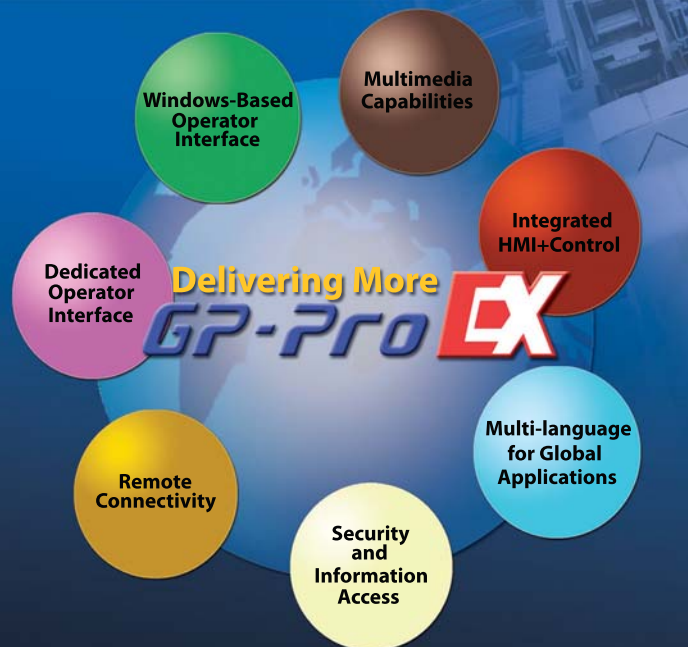 Windows-Based
Operator
Interface
Multimedia
Capabilities
Integrated
HMI+Control
Dedicated
Operator
Interface
Delivering More
GP-Pro EX
Multi-language
for Global
Applications
Remote
Connectivity
Security
and
Information
Access